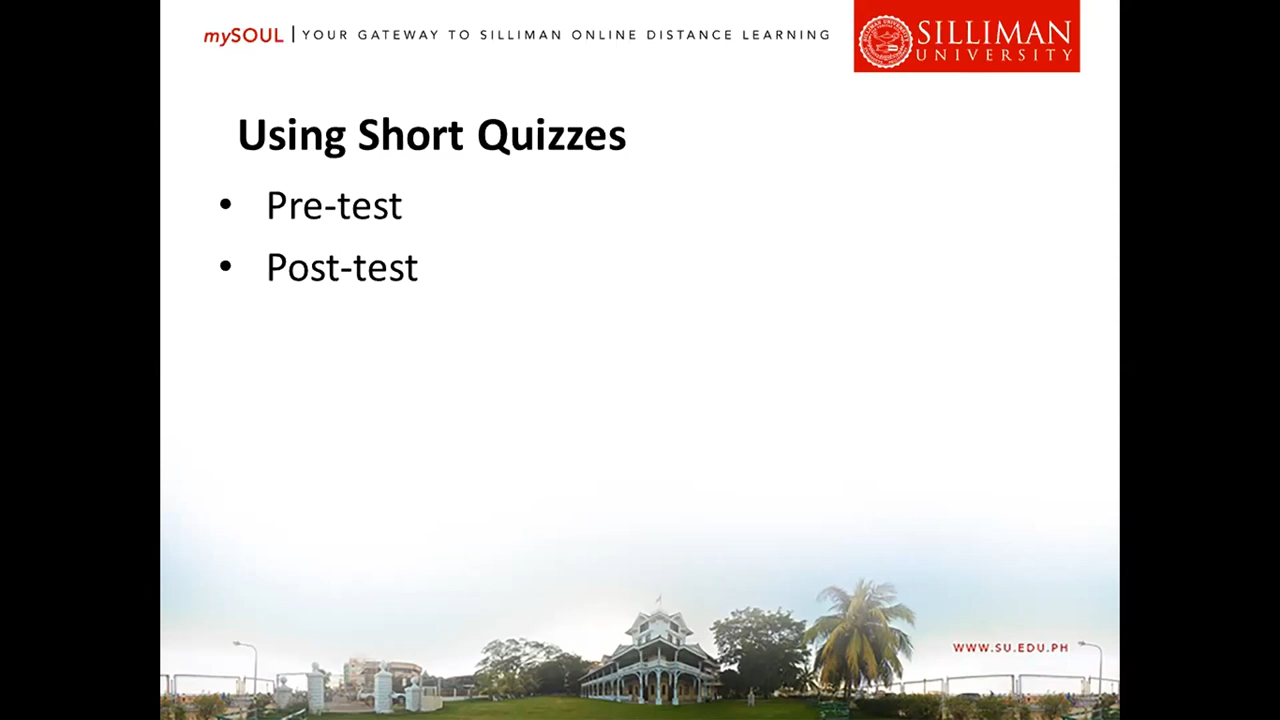 mySOUL | YOUR GATEWAY TO SILLIMAN ONLINE DISTANCE LEARNING
SILLIMAN
UNIVERSITY
Using Short Quizzes
• Pre-test
• Post-test
WWW.SU.EDU.PH